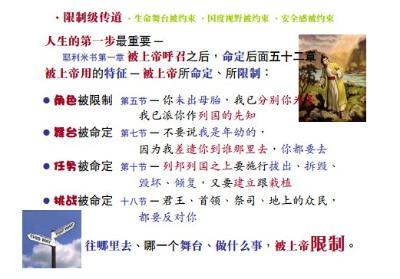 ·限制级传道 ·生命舞台被约束·国度视野被约束·安全感被约束
人生的第一步最重要—
耶利米书第一章 被上帝呼召之后,命定后面五十二章
被上帝用的特征—被上帝所命定、所限制:
●角色被限制 第五节—你未出母胎,我已分别你为
我已派你作列国的先知
●舞台被命定 第七节—不要说我是年幼的,
因为我差遣你到谁那里去,你都要去
●任务被命定 第十节—列邦列国之上要施行拔出、拆毁、
毁坏、倾复,又要建立跟栽植
●挑战被命定 十八节—君王、首领、祭司、地上的众民,
都要反对你
往哪里去、哪一个舞台、做什么事,被上帝限制。